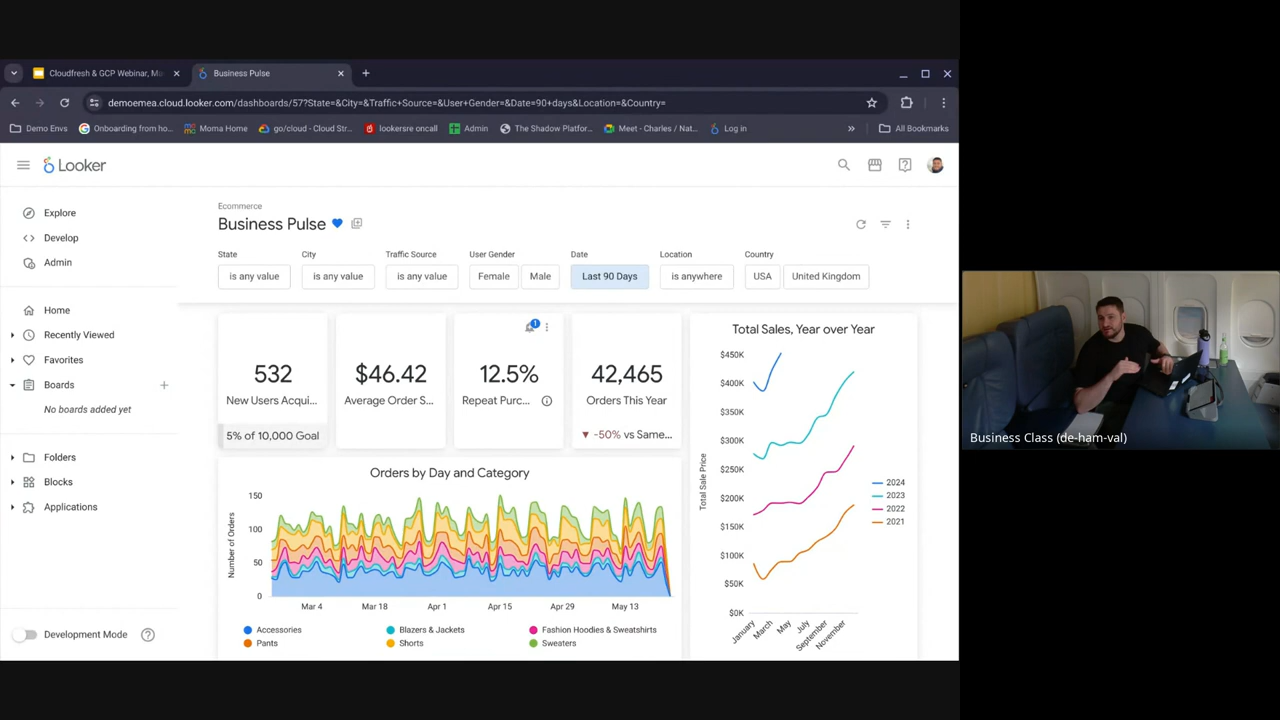 Cloudfresh & GCP Webinar, Ma
Business Pulse
demoemea.cloud.looker.com/dashboards/57?State=&City=&Traffic+Source=&User+Gender=&Date=90+days&Location=&Country=
Demo Envs
Onboarding from ho...
Moma Home
go/cloud - Cloud Str...
lookersre oncall
Admin
The Shadow Platfor...
Meet - Charles / Nat...
Log in
All Bookmarks
Looker
Explore
Develop
Admin
Home
Recently Viewed
Favorites
Boards
No boards added yet
Folders
Blocks
Applications
Development Mode
Ecommerce
Business Pulse
State
City
Traffic Source
User Gender
Date
Location
Country
is any value
is any value
is any value
Female
Male
Last 90 Days
is anywhere
USA
United Kingdom
532
New Users Acqui...
5% of 10,000 Goal
$46.42
Average Order S...
1
12.5%
Repeat Purc...
42,465
Orders This Year
▼ -50% vs Same...
Orders by Day and Category
Number of Orders
150
100
50
0
Mar 4
Mar 18
Apr 1
Apr 15
Apr 29
May 13
Accessories
Blazers & Jackets
Fashion Hoodies & Sweatshirts
Pants
Shorts
Sweaters
Total Sales, Year over Year
Total Sale Price
$450K
$400K
$350K
$300K
$250K
$200K
$150K
$100K
$50K
$0K
January
March
May
July
September
November
2024
2023
2022
2021
Business Class (de-ham-val)